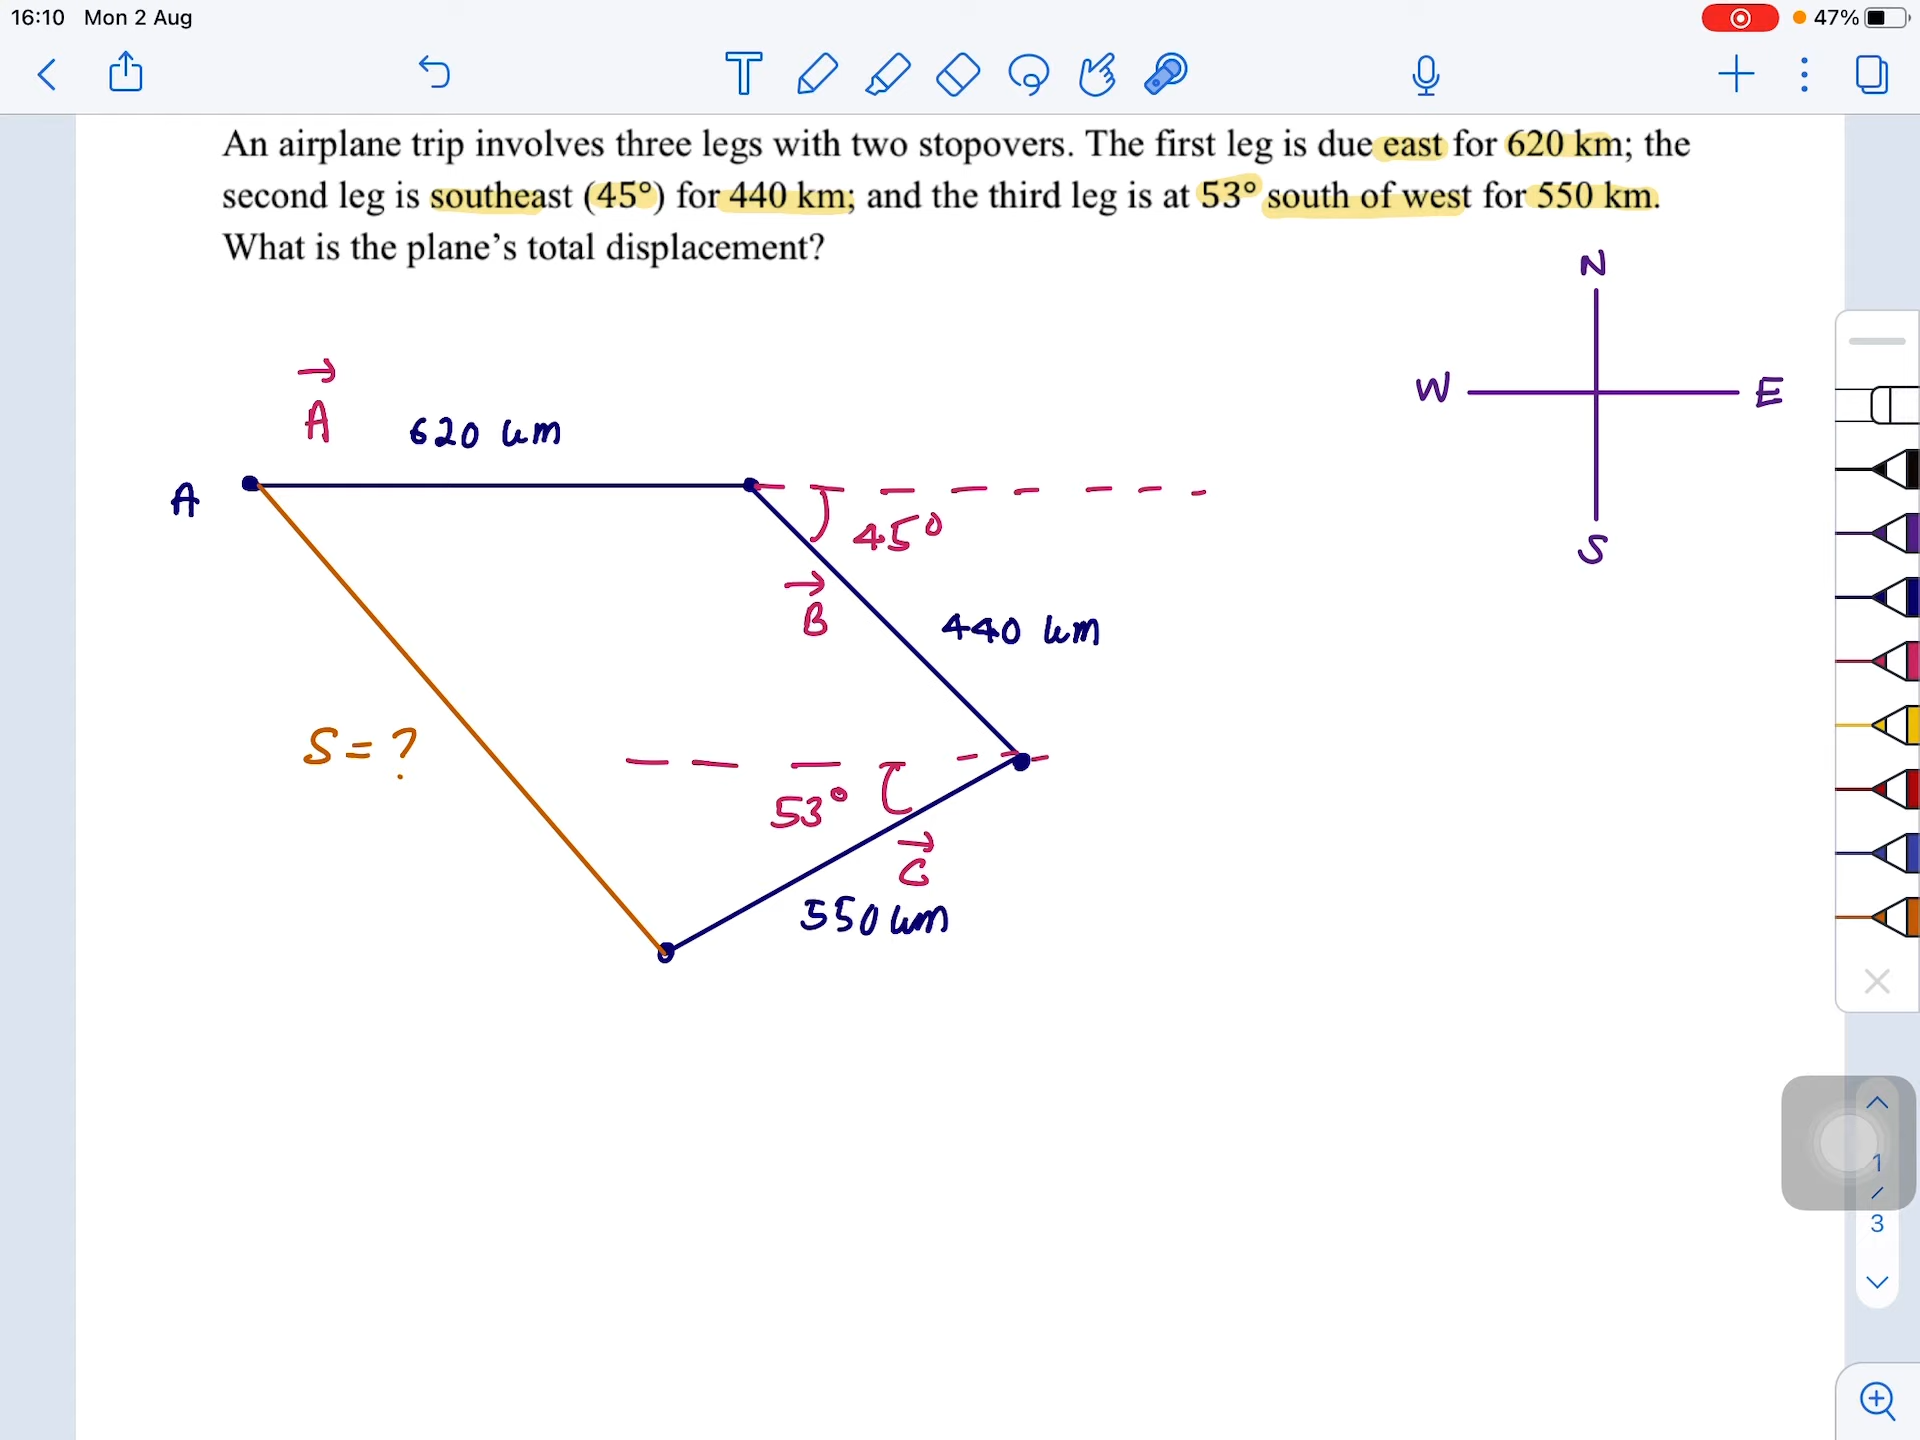 16:10 Mon 2 Aug
47%
An airplane trip involves three legs with two stopovers. The first leg is due east for 620 km; the
second leg is southeast (45°) for 440 km; and the third leg is at 53° south of west for 550 km.
What is the plane's total displacement?
N
W E
S
A
620 km
A
45°
B
440 km
S = ?
53°
C
550 km
1
/
3